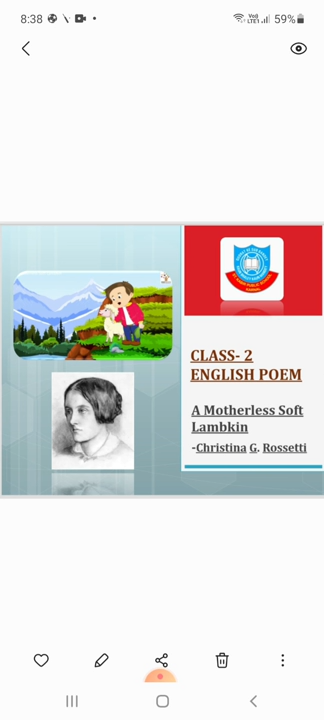 8:38
59%
CLASS- 2
ENGLISH POEM
A Motherless Soft
Lambkin
-Christina G. Rossetti